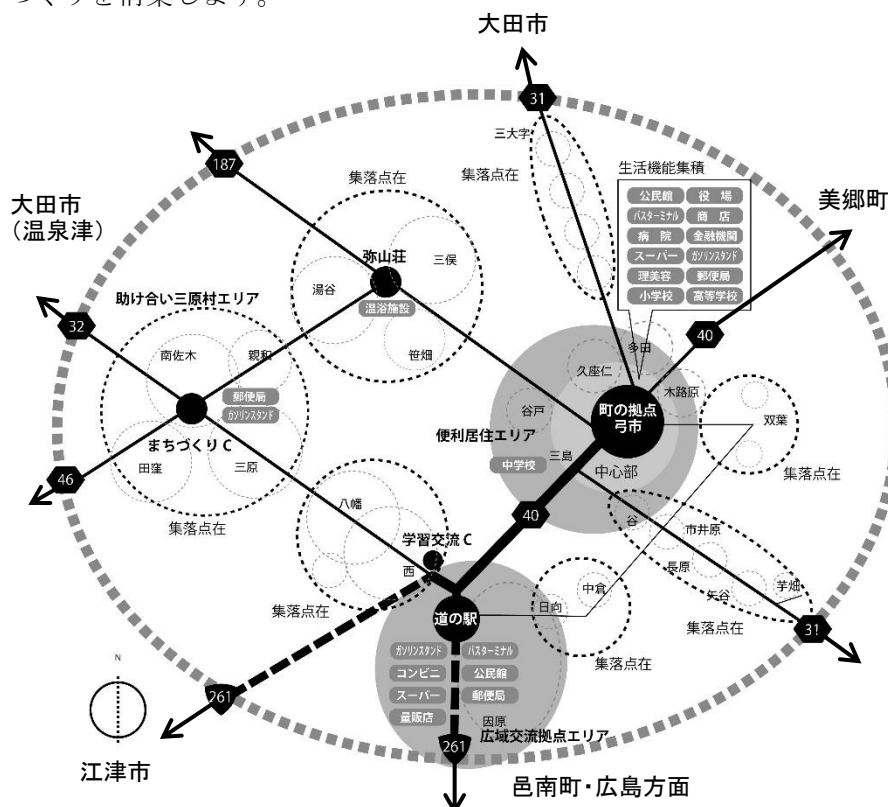 つくりを構築します。
大田市
31
三大字
187
集落点在
集落点在
生活機能集積
公民館 役場
バスターミナル 商店
病院 金融機関
スーパー ガソリンスタンド
理美容 郵便局
小学校 高等学校
美郷町
大田市
(温泉津)
弥山荘
三俣
湯谷
温浴施設
笹畑
助け合い三原村エリア
32
40
南佐木
親和
郵便局
ガソリンスタンド
まちづくりC
田窪
三原
46
集落点在
多田
久座仁
木路原
谷戸
町の拠点
弓市
双葉
便利居住エリア
三島
中学校
中心部
集落点在
40
八幡
学習交流C
西
集落点在
谷
市井原
長原
矢谷
芋畑
集落点在
31
道の駅
中倉
日向
集落点在
ガソリンスタンド バスターミナル
コンビニ 公民館
スーパー 郵便局
量販店
因原
広域交流拠点エリア
N
261
261
江津市
邑南町・広島方面